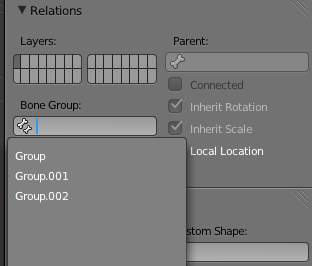 Relations
Layers: Parent:
Connected
Bone Group: Inherit Rotation
Inherit Scale
Local Location
Group
Group.001
Group.002
stom Shape: